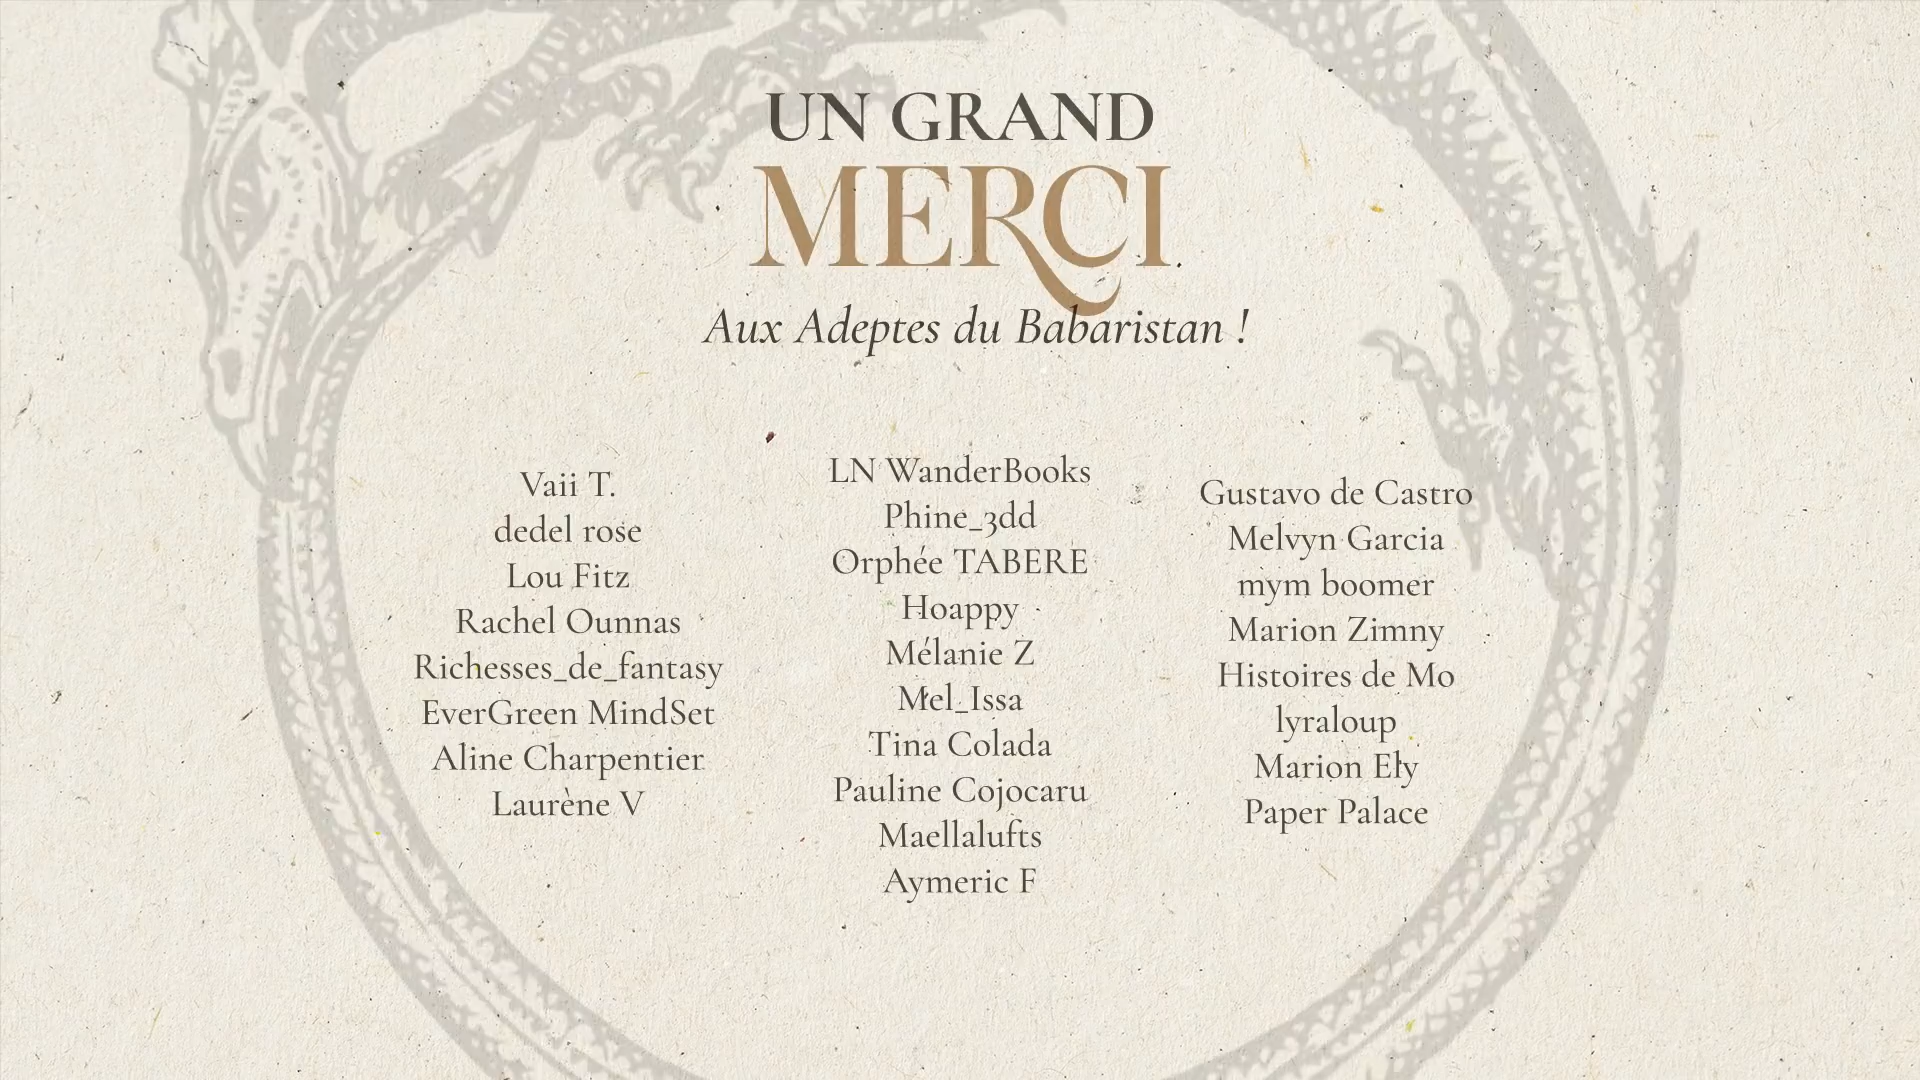 UN GRAND
MERCI
Aux Adeptes du Babaristan !
Vaii T.
dedel rose
Lou Fitz
Rachel Ounnas
Richesses_de_fantasy
EverGreen MindSet
Aline Charpentier
Laurène V
LN WanderBooks
Phine_3dd
Orphée TABERE
Hoappy
Mélanie Z
Mel_Issa
Tina Colada
Pauline Cojocaru
Maellalufts
Aymeric F
Gustavo de Castro
Melvyn Garcia
mym boomer
Marion Zimny
Histoires de Mo
lyraloup
Marion Ely
Paper Palace